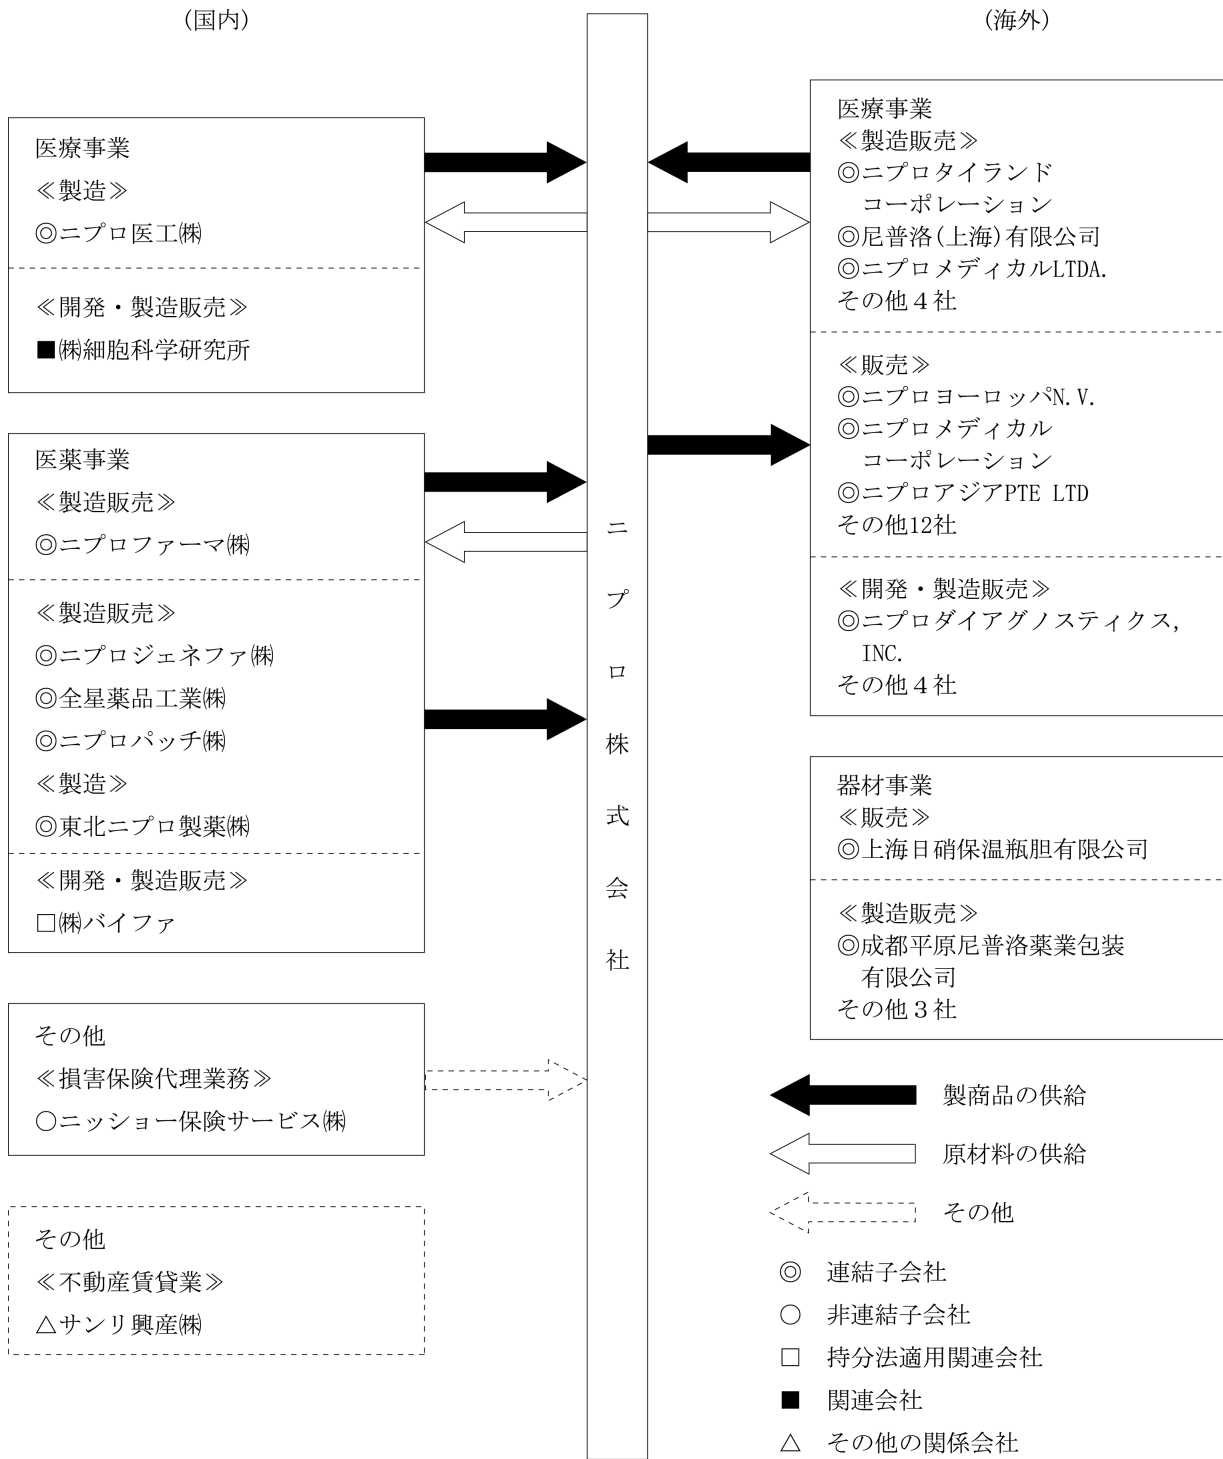 (国内)
医療事業
≪製造≫
◎ニプロ医工㈱
≪開発・製造販売≫
■㈱細胞科学研究所
医薬事業
≪製造販売≫
◎ニプロファーマ㈱
≪製造販売≫
◎ニプロジェネファ㈱
◎全星薬品工業㈱
◎ニプロパッチ㈱
≪製造≫
◎東北ニプロ製薬㈱
≪開発・製造販売≫
□㈱バイファ
その他
≪損害保険代理業務≫
○ニッショー保険サービス㈱
その他
≪不動産賃貸業≫
△サンリ興産㈱
ニプロ株式会社
(海外)
医療事業
≪製造販売≫
◎ニプロタイランド
コーポレーション
◎尼普洛(上海)有限公司
◎ニプロメディカルLTDA.
その他４社
≪販売≫
◎ニプロヨーロッパN.V.
◎ニプロメディカル
コーポレーション
◎ニプロアジアPTE LTD
その他12社
≪開発・製造販売≫
◎ニプロダイアグノスティクス,
INC.
その他４社
器材事業
≪販売≫
◎上海日硝保温瓶胆有限公司
≪製造販売≫
◎成都平原尼普洛薬業包装
有限公司
その他３社
製商品の供給
原材料の供給
その他
◎ 連結子会社
○ 非連結子会社
□ 持分法適用関連会社
■ 関連会社
△ その他の関係会社